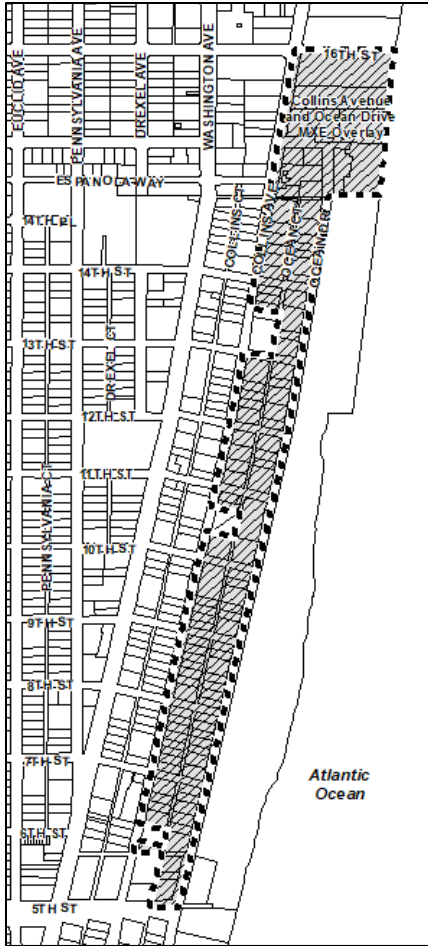 EUCLID AVE
PENNSYLVANIA AVE
DREXEL AVE
WASHINGTON AVE
16TH ST
Collins Avenue
and Ocean Drive
MXE Overlay
ESPANOLA WAY
COLLINS CT
COLLINS AVE
OCEAN CT
OCEAN DR
14TH PL
14TH ST
13TH ST
DREXEL CT
12TH ST
11TH ST
PENNSYLVANIA CT
10TH ST
9TH ST
8TH ST
7TH ST
Atlantic
Ocean
6TH ST
5TH ST